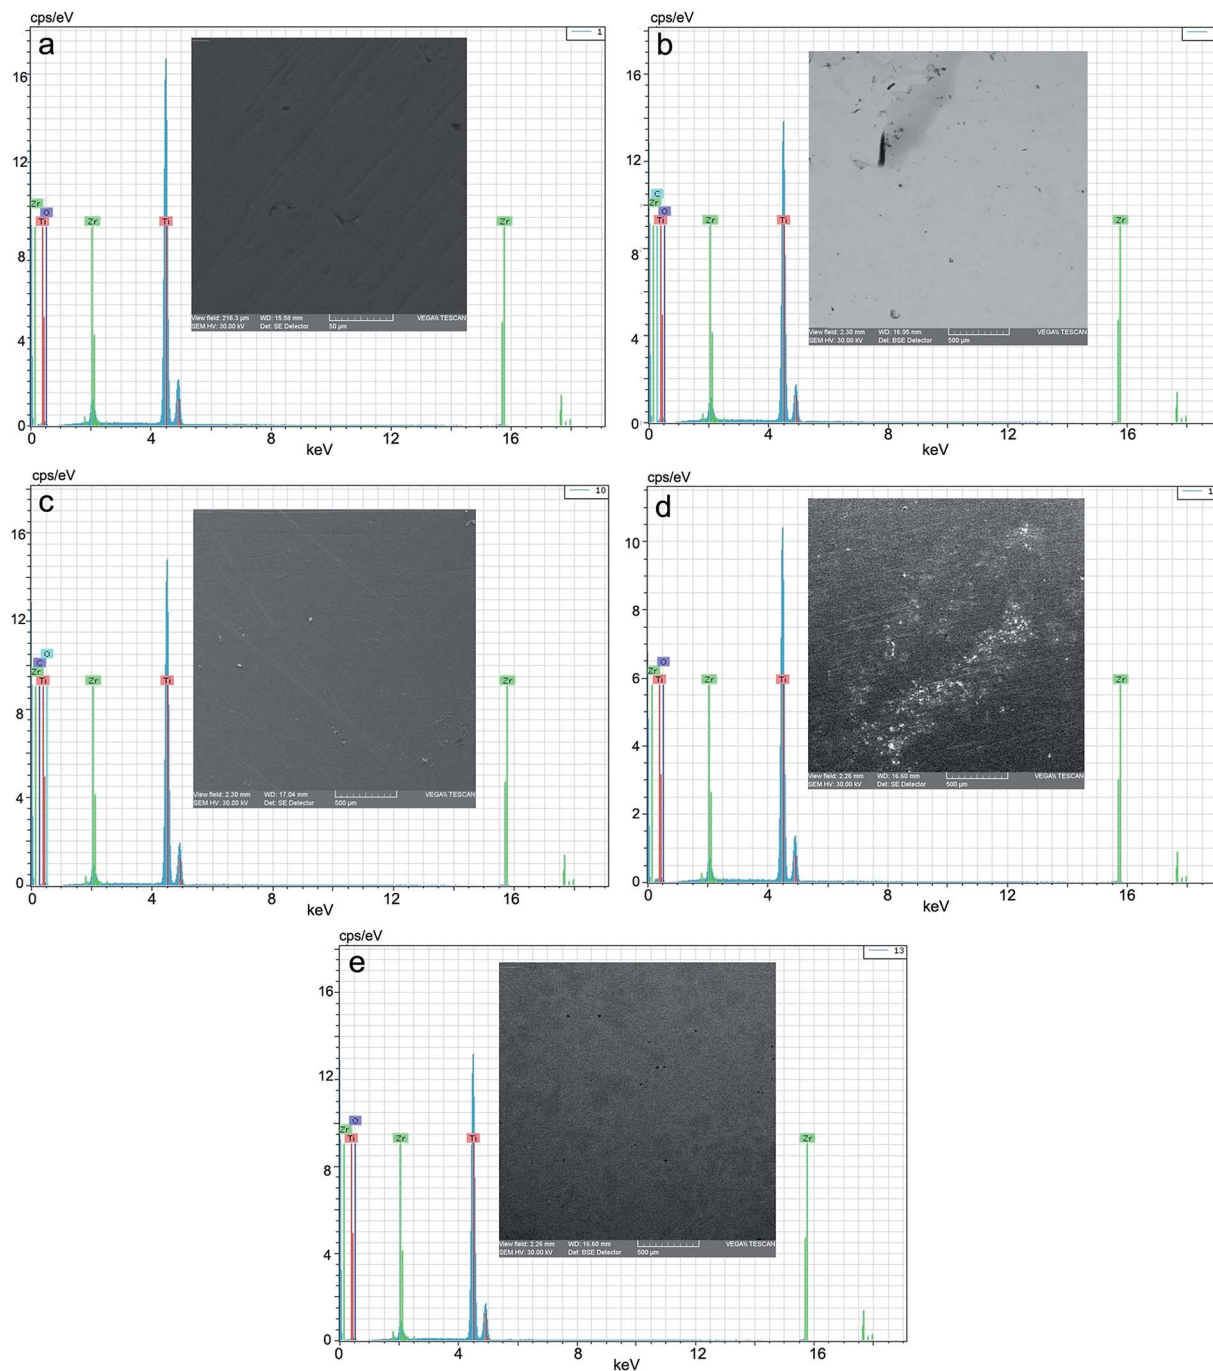 cps/eV
a
1
16
12
8
4
0
Zr
O
Ti
Zr
Ti
Zr
View field: 216.3 µm WD: 15.58 mm
SEM HV: 30.00 kV Det: SE Detector 50 µm VEGA\\ TESCAN
0 4 8 12 16
keV
cps/eV
b
16
12
8
4
0
C
Zr
O
Ti
Zr
Ti
Zr
View field: 2.30 mm WD: 16.95 mm
SEM HV: 30.00 kV Det: BSE Detector 500 µm VEGA\\ TESCAN
0 4 8 12 16
keV
cps/eV
c
10
16
12
8
4
0
O
C
Zr
Ti
Zr
Ti
Zr
View field: 2.30 mm WD: 17.04 mm VEGA\\ TESCAN
SEM HV: 30.00 kV Det: SE Detector 500 µm
0 4 8 12 16
keV
cps/eV
d
1
10
8
6
4
2
0
O
Zr
Ti
Zr
Ti
Zr
View field: 2.26 mm WD: 16.60 mm VEGA\\ TESCAN
SEM HV: 30.00 kV Det: SE Detector 500 µm
0 4 8 12 16
keV
cps/eV
e
13
16
12
8
4
0
O
Zr
Ti
Zr
Ti
Zr
View field: 2.26 mm WD: 16.60 mm VEGA\\ TESCAN
SEM HV: 30.00 kV Det: BSE Detector 500 µm
0 4 8 12 16
keV